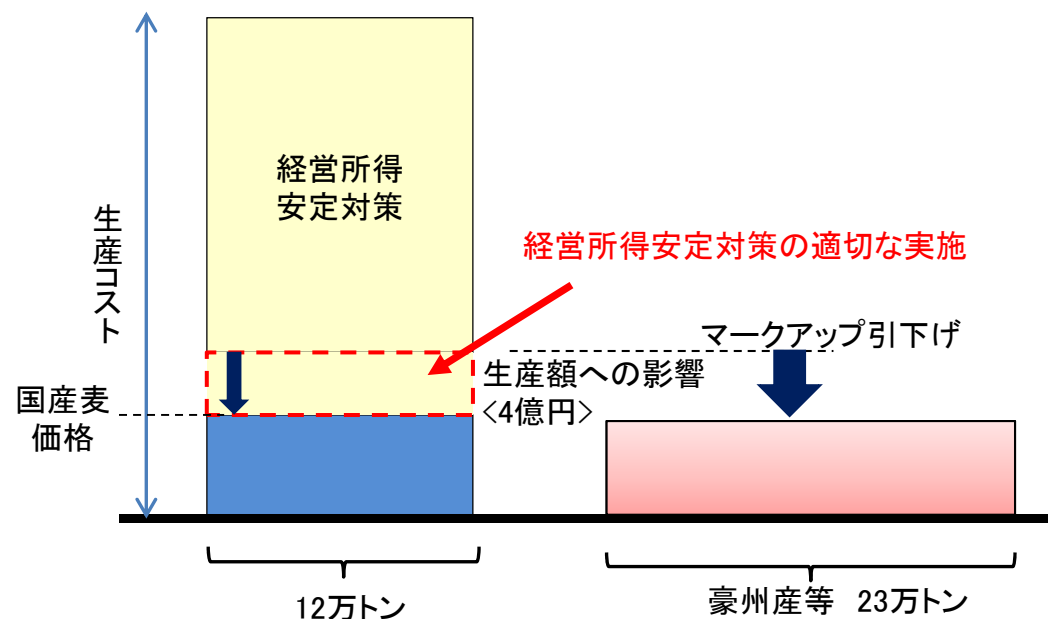 経営所得
安定対策
生産コスト
経営所得安定対策の適切な実施
マークアップ引下げ
生産額への影響
<4億円>
国産麦
価格
12万トン
豪州産等 23万トン